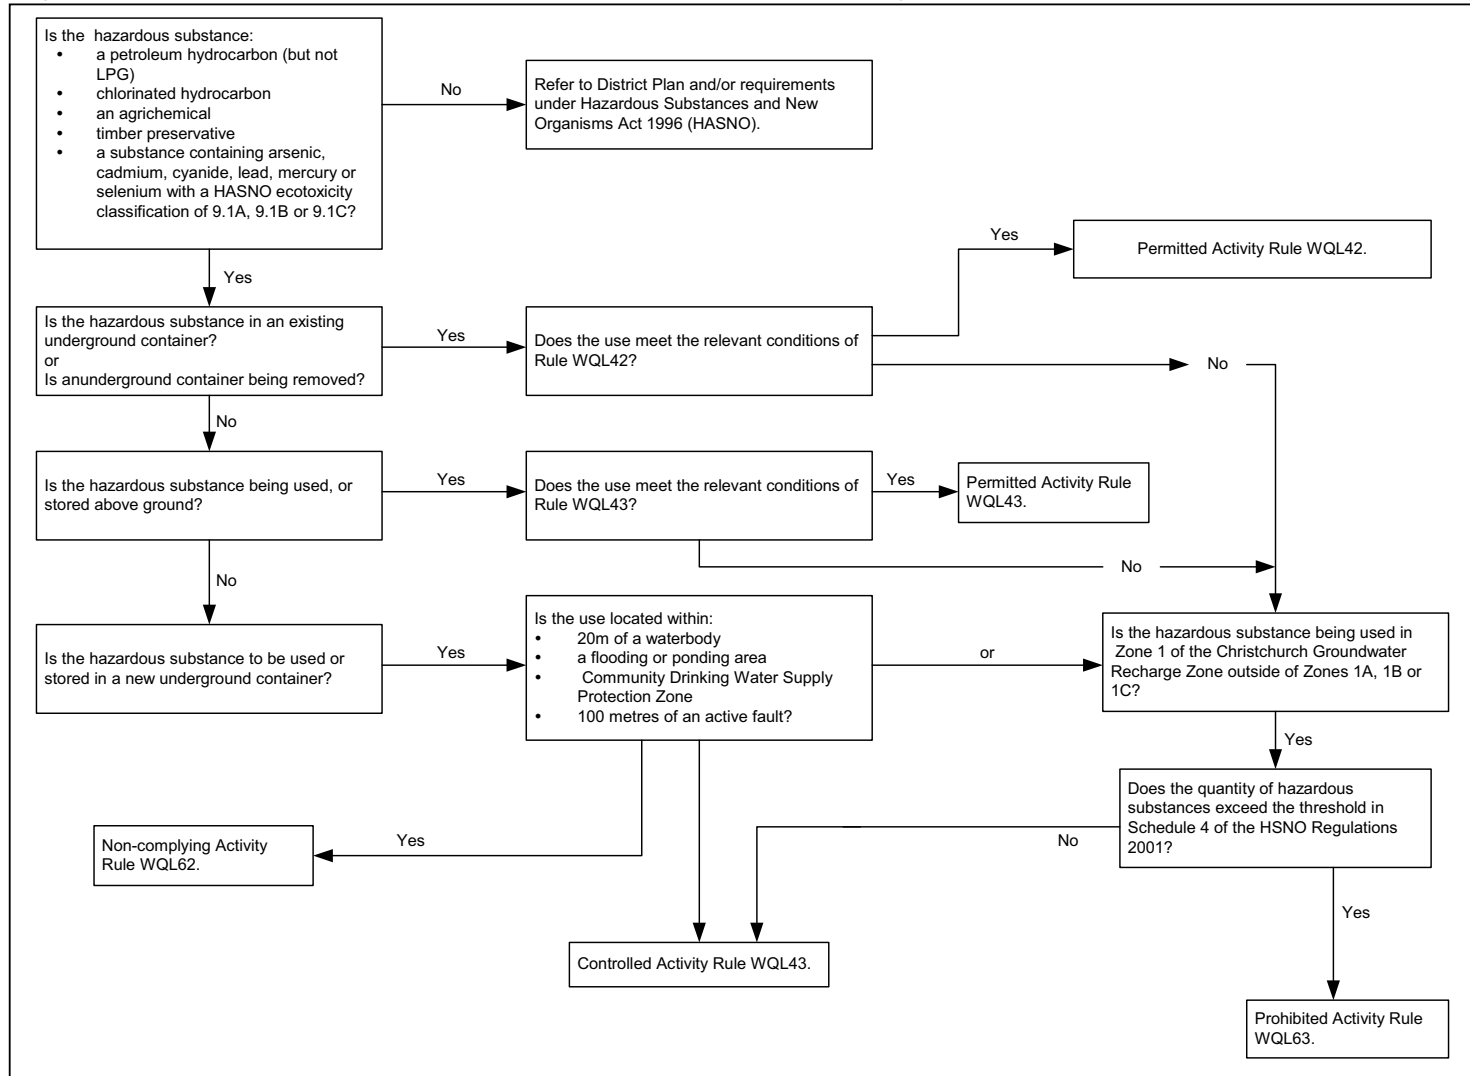 Is the hazardous substance:
• a petroleum hydrocarbon (but not
LPG)
• chlorinated hydrocarbon
• an agrichemical
• timber preservative
• a substance containing arsenic,
cadmium, cyanide, lead, mercury or
selenium with a HASNO ecotoxicity
classification of 9.1A, 9.1B or 9.1C?
No
Refer to District Plan and/or requirements
under Hazardous Substances and New
Organisms Act 1996 (HASNO).
Yes
Is the hazardous substance in an existing
underground container?
or
Is anunderground container being removed?
Yes
Does the use meet the relevant conditions of
Rule WQL42?
Yes
Permitted Activity Rule WQL42.
No
No
Is the hazardous substance being used, or
stored above ground?
Yes
Does the use meet the relevant conditions of
Rule WQL43?
Yes
Permitted Activity Rule
WQL43.
No
No
Is the hazardous substance to be used or
stored in a new underground container?
Yes
Is the use located within:
• 20m of a waterbody
• a flooding or ponding area
• Community Drinking Water Supply
Protection Zone
• 100 metres of an active fault?
or
Is the hazardous substance being used in
Zone 1 of the Christchurch Groundwater
Recharge Zone outside of Zones 1A, 1B or
1C?
Yes
Does the quantity of hazardous
substances exceed the threshold in
Schedule 4 of the HSNO Regulations
2001?
No
Yes
Non-complying Activity
Rule WQL62.
Yes
Controlled Activity Rule WQL43.
Prohibited Activity Rule
WQL63.